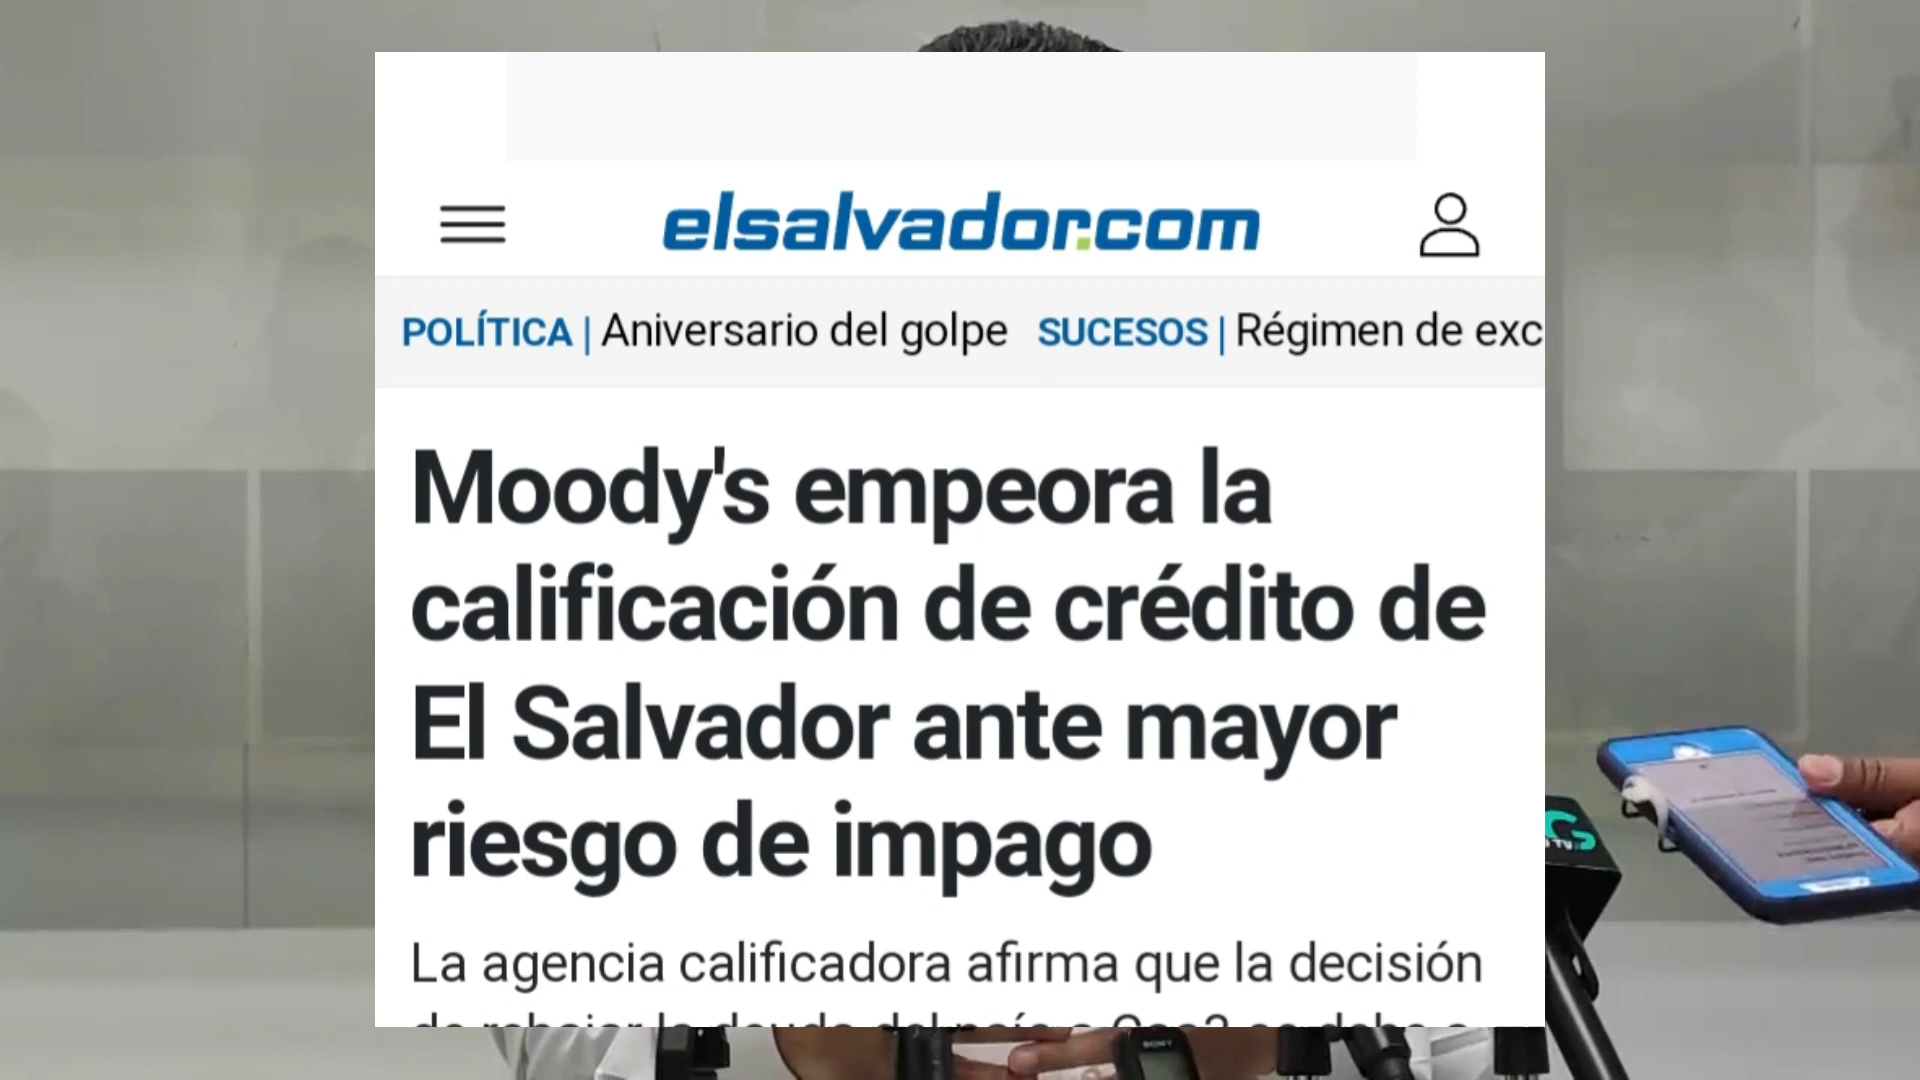 elsalvador.com
POLÍTICA | Aniversario del golpe SUCESOS | Régimen de exc
Moody's empeora la
calificación de crédito de
El Salvador ante mayor
riesgo de impago
La agencia calificadora afirma que la decisión
SONY